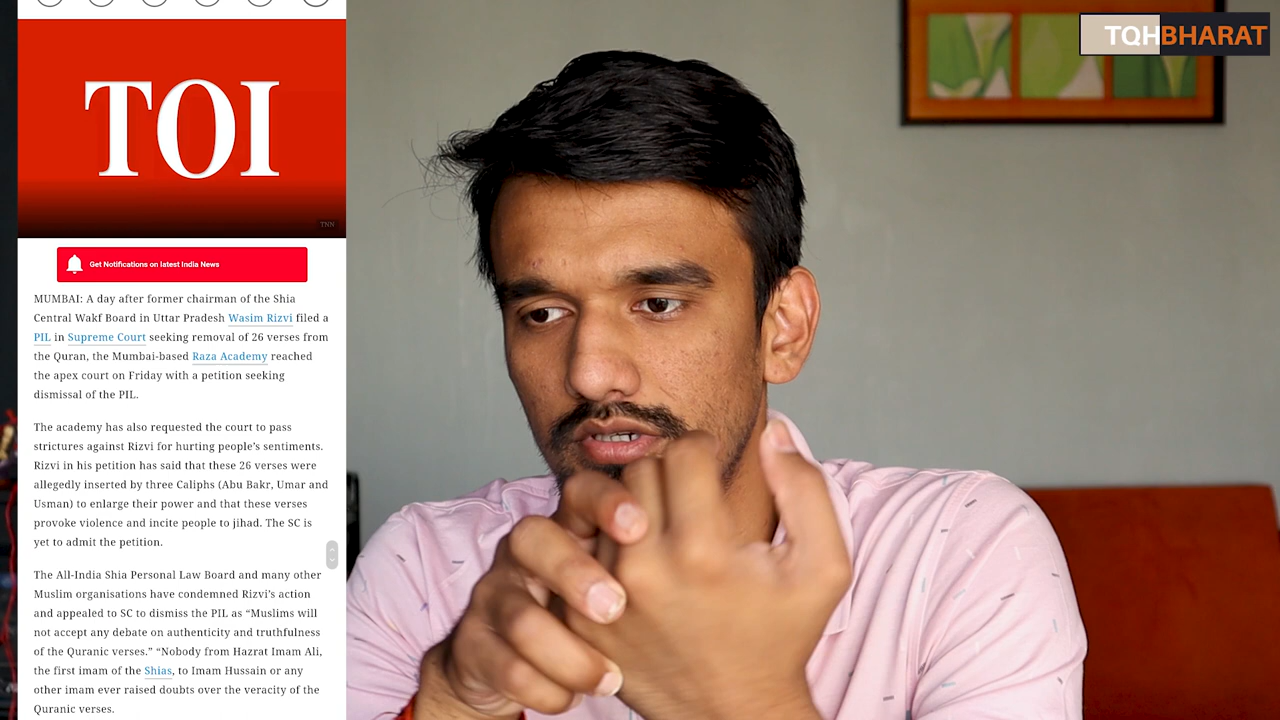 TOI
TNN
Get Notifications on latest India News
MUMBAI: A day after former chairman of the Shia
Central Wakf Board in Uttar Pradesh Wasim Rizvi filed a
PIL in Supreme Court seeking removal of 26 verses from
the Quran, the Mumbai-based Raza Academy reached
the apex court on Friday with a petition seeking
dismissal of the PIL.
The academy has also requested the court to pass
strictures against Rizvi for hurting people's sentiments.
Rizvi in his petition has said that these 26 verses were
allegedly inserted by three Caliphs (Abu Bakr, Umar and
Usman) to enlarge their power and that these verses
provoke violence and incite people to jihad. The SC is
yet to admit the petition.
The All-India Shia Personal Law Board and many other
Muslim organisations have condemned Rizvi's action
and appealed to SC to dismiss the PIL as “Muslims will
not accept any debate on authenticity and truthfulness
of the Quranic verses.” “Nobody from Hazrat Imam Ali,
the first imam of the Shias, to Imam Hussain or any
other imam ever raised doubts over the veracity of the
Quranic verses.
TQHBHARAT